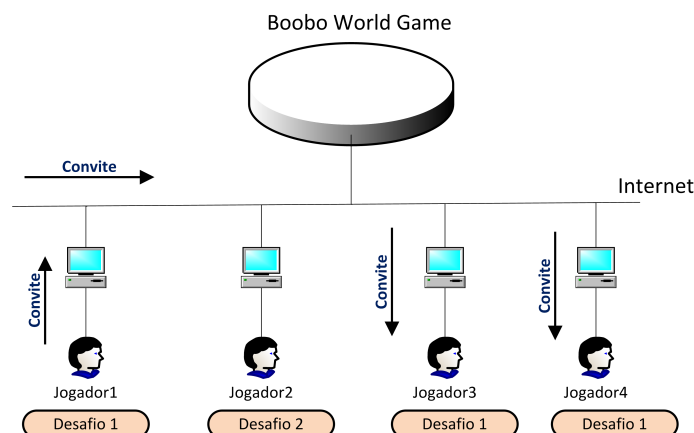 Boobo World Game
Convite
Internet
Convite
Convite
Convite
Jogador1
Jogador2
Jogador3
Jogador4
Desafio 1
Desafio 2
Desafio 1
Desafio 1